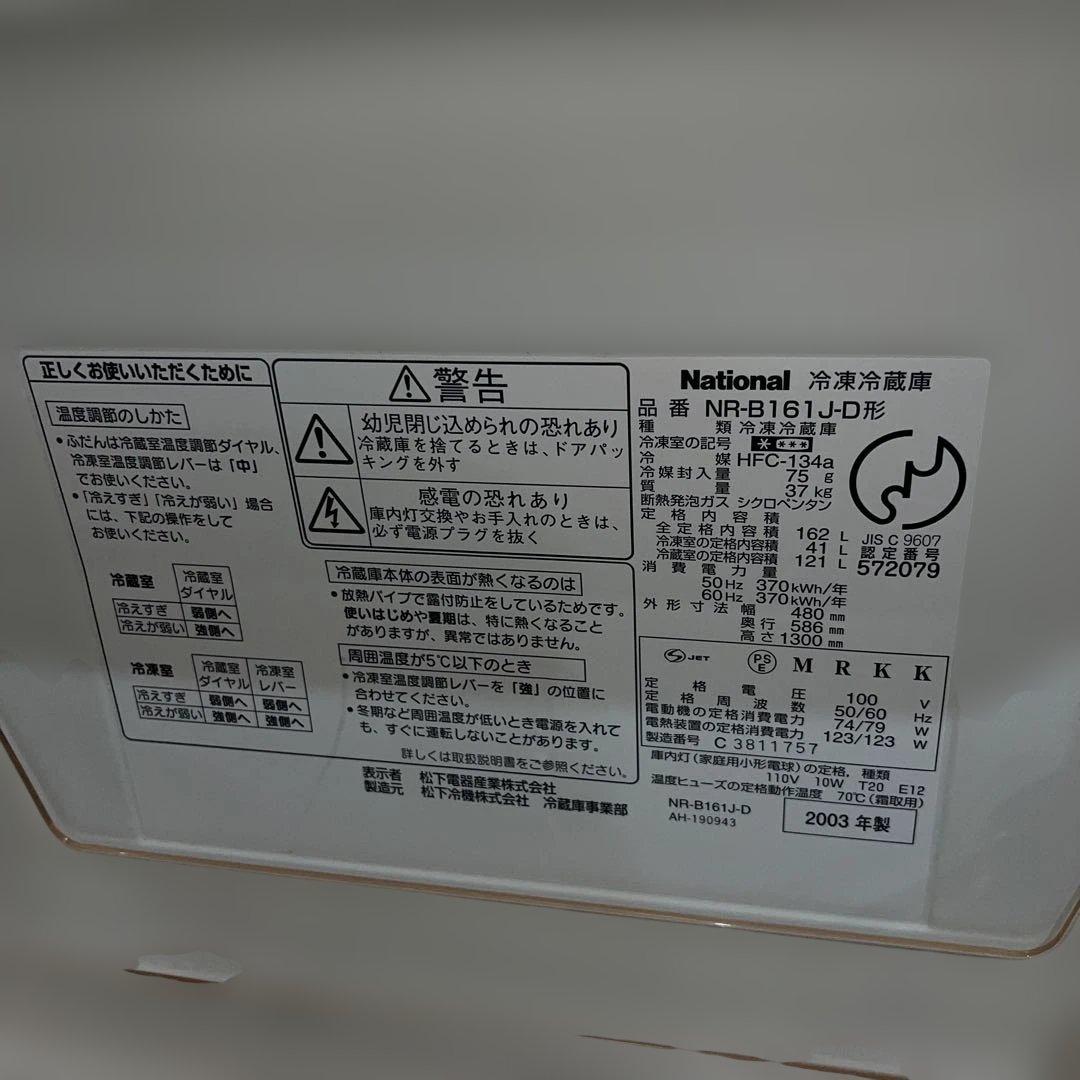 正しくお使いいただくために
温度調節のしかた
•ふだんは冷蔵室温度調節ダイヤル、
冷凍室温度調節レバーは「中」
でお使いください。
•「冷えすぎ」「冷えが弱い」場合
には、下記の操作をして
お使いください。
冷蔵室 冷蔵室ダイヤル
冷えすぎ 弱側へ
冷えが弱い 強側へ
冷凍室 冷蔵室ダイヤル 冷凍室レバー
冷えすぎ 弱側へ 弱側へ
冷えが弱い 強側へ 強側へ
警告
幼児閉じ込められの恐れあり
冷蔵庫を捨てるときは、ドアパッ
キングを外す
感電の恐れあり
庫内灯交換やお手入れのときは、
必ず電源プラグを抜く
冷蔵庫本体の表面が熱くなるのは
•放熱パイプで露付防止をしているためです。
使いはじめや夏期は、特に熱くなること
がありますが、異常ではありません。
周囲温度が5℃以下のとき
•冷凍室温度調節レバーを「強」の位置に
合わせてください。
•冬期など周囲温度が低いとき電源を入れて
も、すぐに運転しないことがあります。
詳しくは取扱説明書をご参照ください。
表示者 松下電器産業株式会社
製造元 松下冷機株式会社 冷蔵庫事業部
National 冷凍冷蔵庫
品番 NR-B161J-D形
種類 冷凍冷蔵庫
冷凍室の記号 * ***
冷媒 HFC-134a
冷媒封入量 75 g
質量 37 kg
断熱発泡ガス シクロペンタン
定格内容積
全定格内容積 162 L
冷凍室の定格内容積 41 L
冷蔵室の定格内容積 121 L
消費電力量
50Hz 370kWh/年
60Hz 370kWh/年
外形寸法 幅 480 mm
奥行 586 mm
高さ 1300 mm
JIS C 9607
認定番号
572079
S JET PSE MRKK
定格電圧 100 V
定格周波数 50/60 Hz
電動機の定格消費電力 74/79 W
電熱装置の定格消費電力 123/123 W
製造番号 C 3811757
庫内灯(家庭用小形電球)の定格,種類
110V 10W T20 E12
温度ヒューズの定格動作温度 70℃(霜取用)
NR-B161J-D
AH-190943
2003 年製